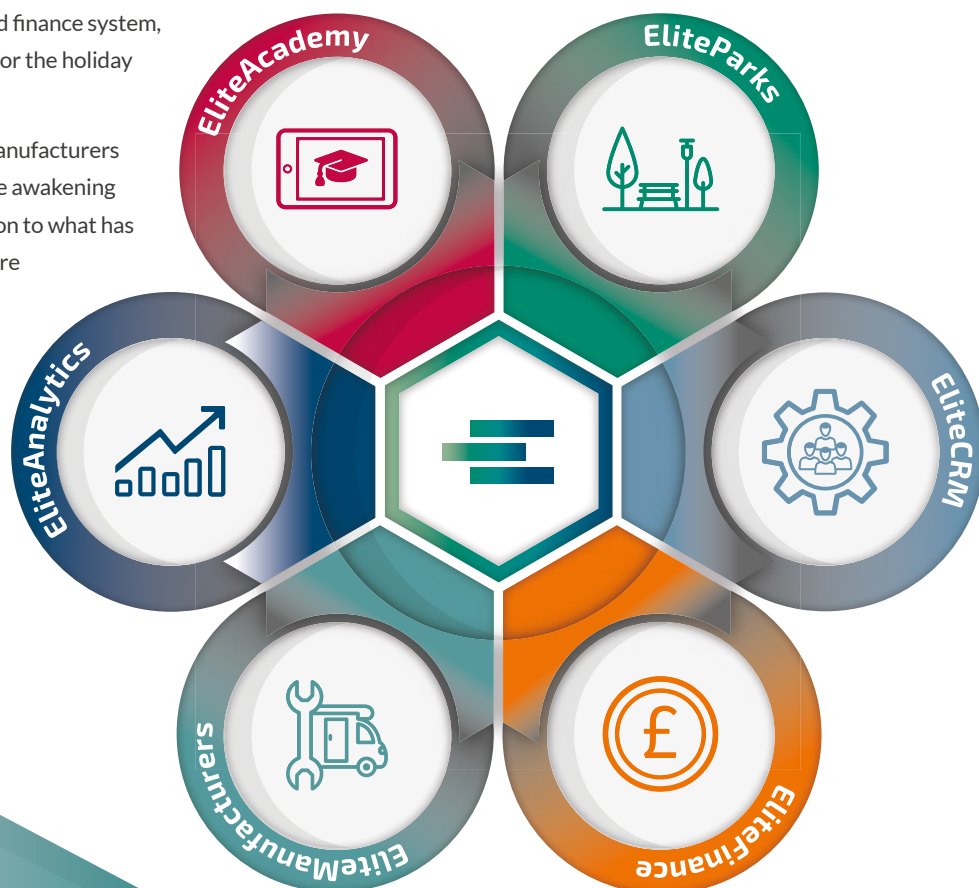 d finance system,
or the holiday
anufacturers
e awakening
on to what has
re
EliteAcademy
EliteParks
EliteAnalytics
EliteCRM
£
EliteManufacturers
EliteFinance